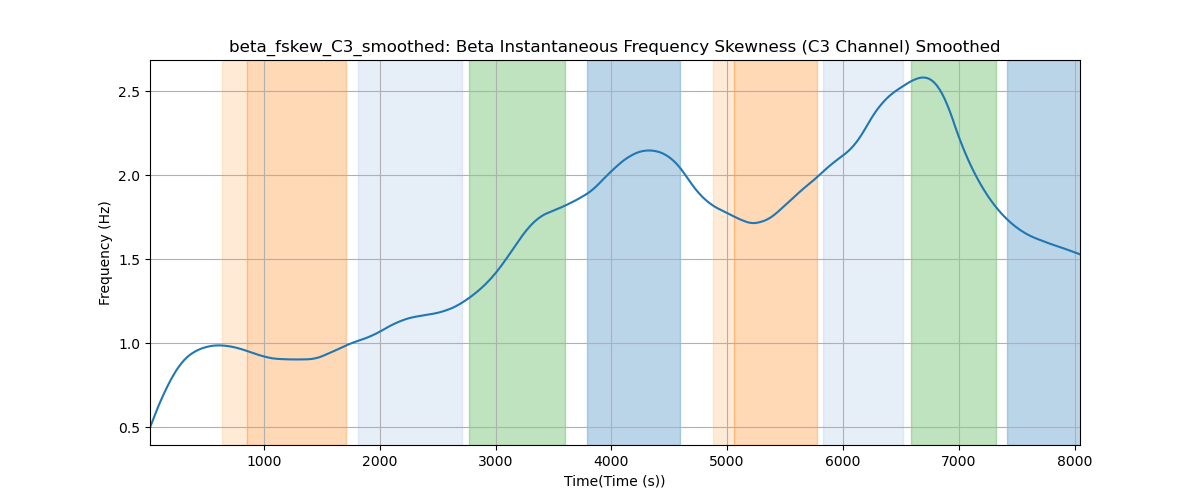 beta_fskew_C3_smoothed: Beta Instantaneous Frequency Skewness (C3 Channel) Smoothed
2.5
2.0
1.5
1.0
0.5
Frequency (Hz)
1000 2000 3000 4000 5000 6000 7000 8000
Time(Time (s))